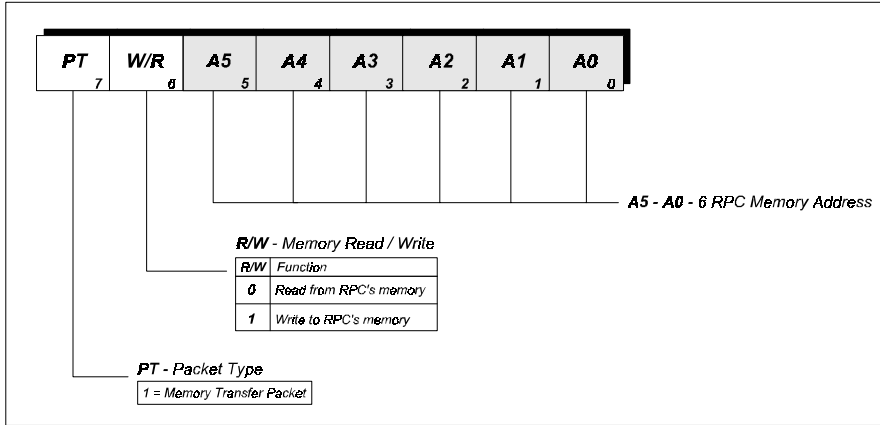 PT W/R A5 A4 A3 A2 A1 A0
7 6 5 4 3 2 1 0
A5 - A0 - 6 RPC Memory Address
R/W - Memory Read / Write
R/W Function
0 Read from RPC's memory
1 Write to RPC's memory
PT - Packet Type
1 = Memory Transfer Packet